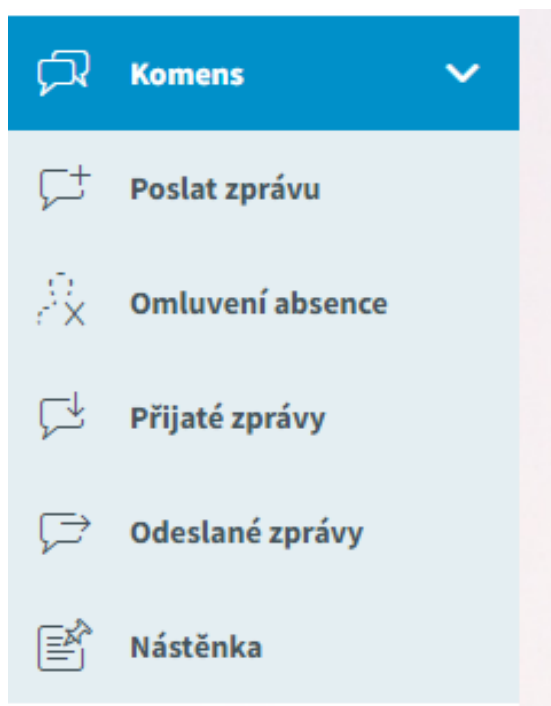 Komens
Poslat zprávu
Omluvení absence
Přijaté zprávy
Odeslané zprávy
Nástěnka